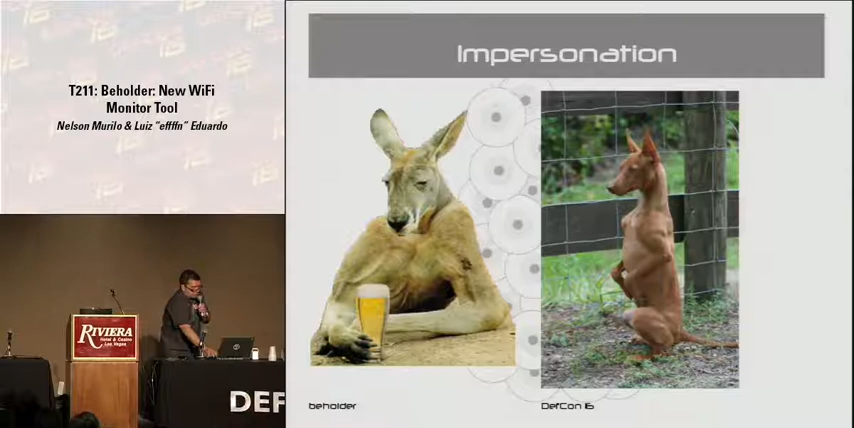 T211: Beholder: New WiFi
Monitor Tool
Nelson Murilo & Luiz "effffn" Eduardo
RIVIERA
Hotel & Casino
Las Vegas
DEF
Impersonation
beholder
DefCon 16